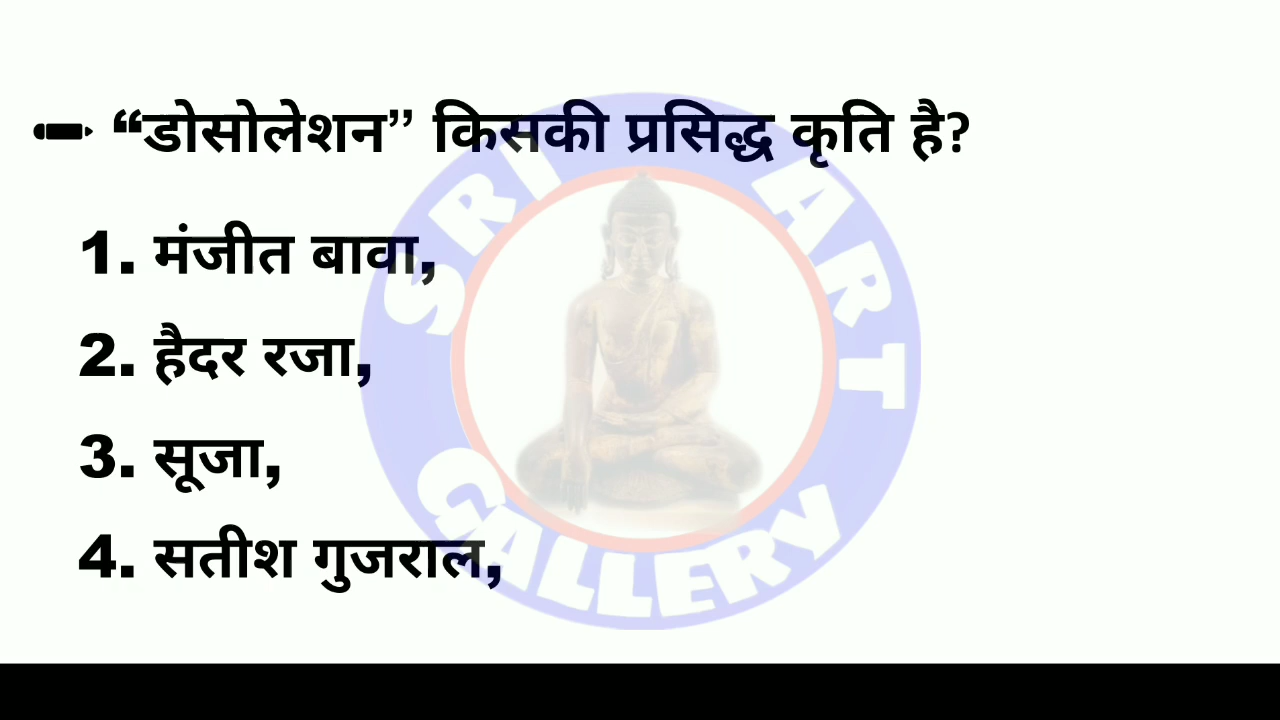 “डोसोलेशन” किसकी प्रसिद्ध कृति है?
1. मंजीत बावा,
2. हैदर रजा,
3. सूजा,
4. सतीश गुजराल,
SRI ART
GALLERY